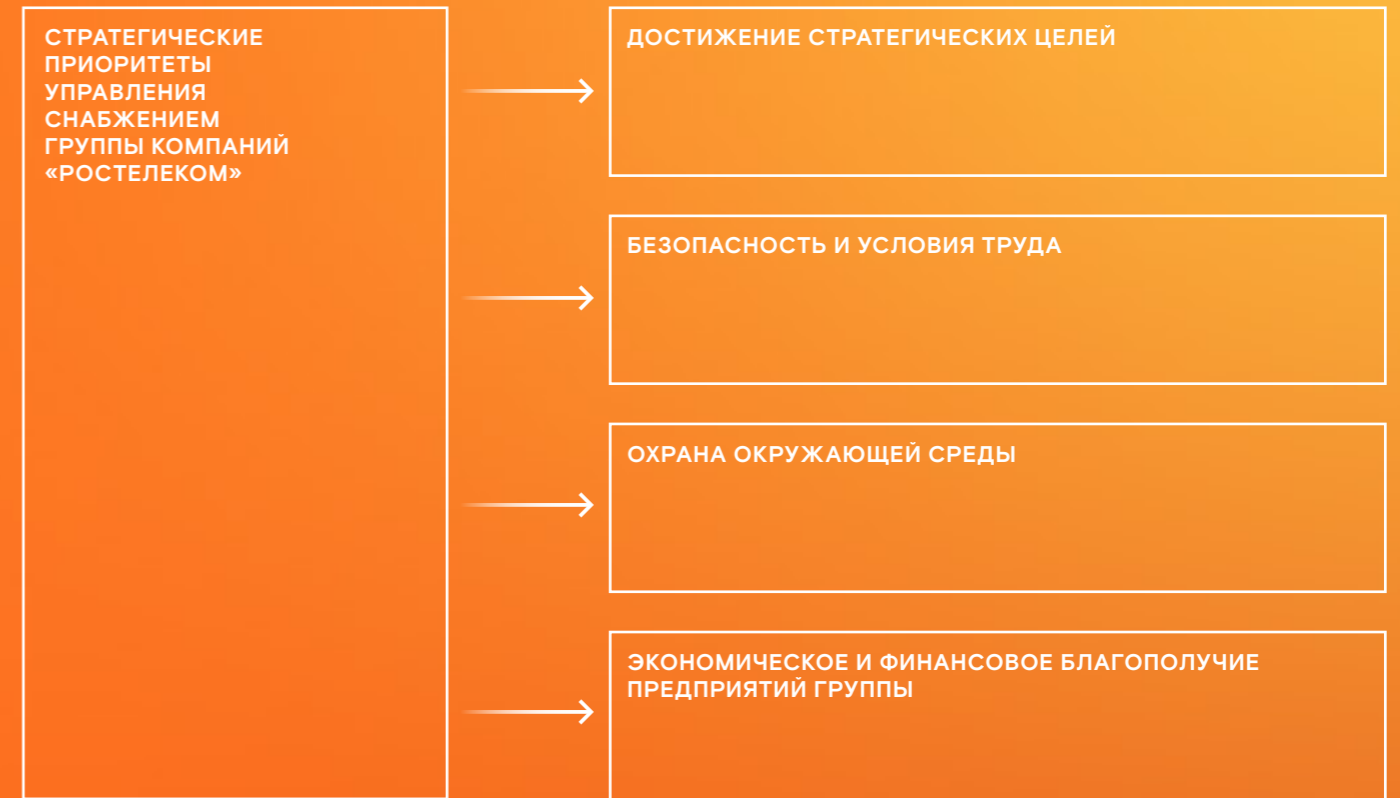 СТРАТЕГИЧЕСКИЕ
ПРИОРИТЕТЫ
УПРАВЛЕНИЯ
СНАБЖЕНИЕМ
ГРУППЫ КОМПАНИЙ
«РОСТЕЛЕКОМ»
ДОСТИЖЕНИЕ СТРАТЕГИЧЕСКИХ ЦЕЛЕЙ
БЕЗОПАСНОСТЬ И УСЛОВИЯ ТРУДА
ОХРАНА ОКРУЖАЮЩЕЙ СРЕДЫ
ЭКОНОМИЧЕСКОЕ И ФИНАНСОВОЕ БЛАГОПОЛУЧИЕ
ПРЕДПРИЯТИЙ ГРУППЫ